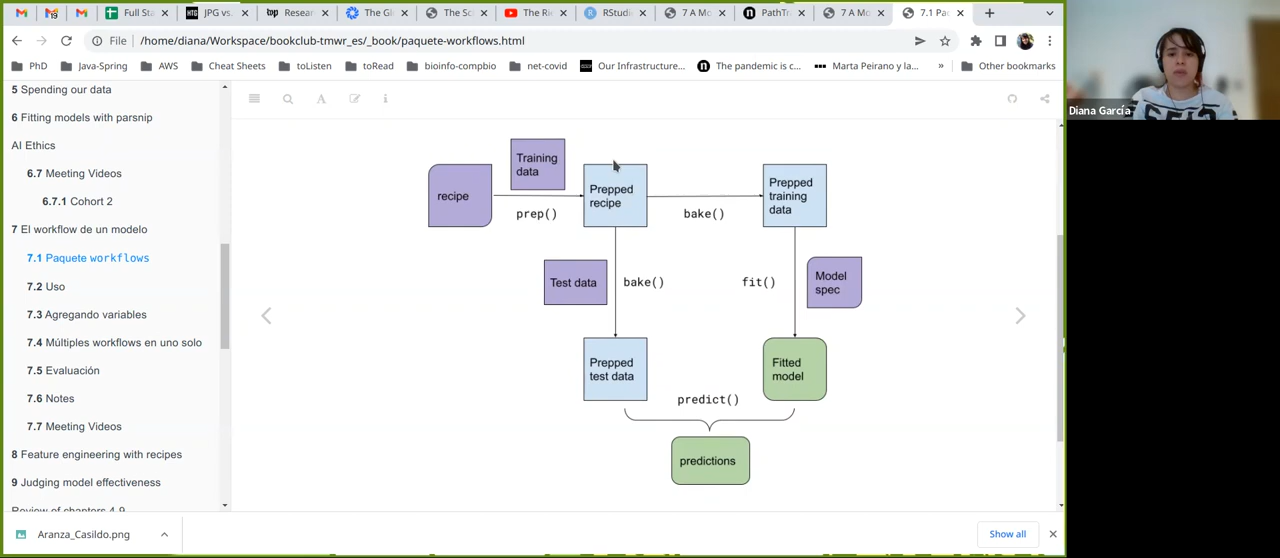 Full Sta
JPG vs.
Resear
The Gl
The Sc
The Ri
RStudi
7 A Mo
PathTr
7 A Mo
7.1 Pac
File
/home/diana/Workspace/bookclub-tmwr_es/_book/paquete-workflows.html
PhD
Java-Spring
AWS
Cheat Sheets
toListen
toRead
bioinfo-combio
net-covid
Our Infrastructure...
The pandemic is c...
Marta Peirano y la...
»
Other bookmarks
Diana García
5 Spending our data
6 Fitting models with parsnip
AI Ethics
6.7 Meeting Videos
6.7.1 Cohort 2
7 El workflow de un modelo
7.1 Paquete workflows
7.2 Uso
7.3 Agregando variables
7.4 Múltiples workflows en uno solo
7.5 Evaluación
7.6 Notes
7.7 Meeting Videos
8 Feature engineering with recipes
9 Judging model effectiveness
Review of chapters 4-9
recipe
Training
data
prep()
Prepped
recipe
bake()
Prepped
training
data
Test data
bake()
fit()
Model
spec
Prepped
test data
Fitted
model
predict()
predictions
Aranza_Casildo.png
Show all